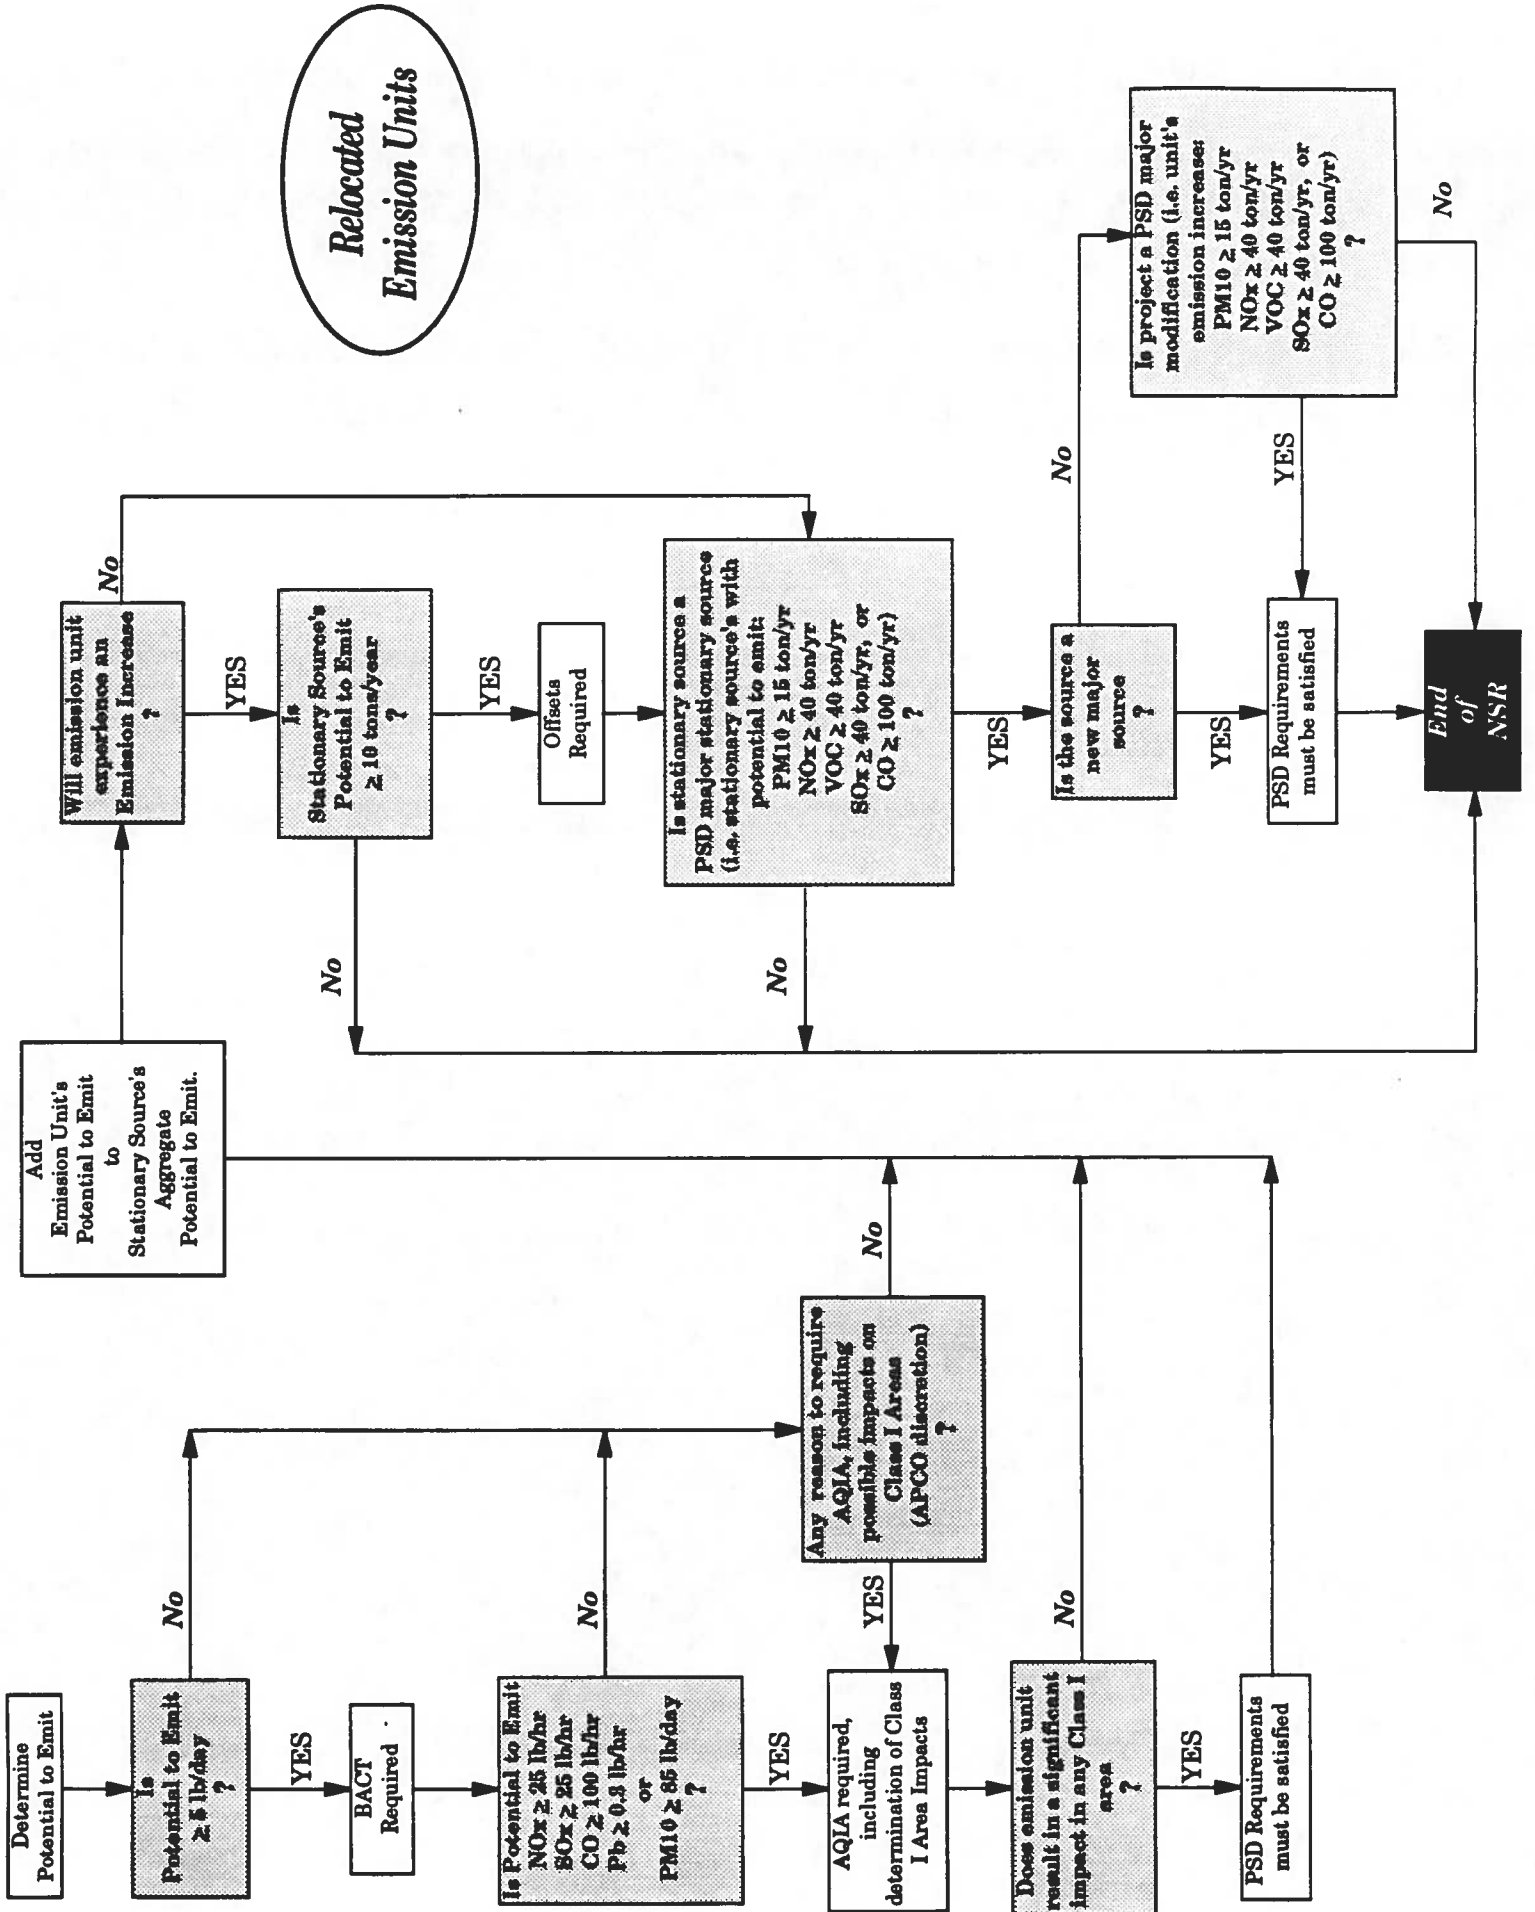 Relocated
Emission Units
Determine
Potential to Emit
Is
Potential to Emit
≥ 5 lb/day
?
No
YES
BACT
Required
Is Potential to Emit
NOx ≥ 25 lb/hr
SOx ≥ 25 lb/hr
CO ≥ 100 lb/hr
Pb ≥ 0.3 lb/hr
or
PM10 ≥ 85 lb/day
?
No
YES
Any reason to require
AQIA, including
possible impacts on
Class I Areas
(APCO discretion)
?
No
YES
AQIA required,
including
determination of Class
I Area Impacts
Does emission unit
result in a significant
impact in any Class I
area
?
No
YES
PSD Requirements
must be satisfied
Add
Emission Unit's
Potential to Emit
to
Stationary Source's
Aggregate
Potential to Emit.
Will emission unit
experience an
Emission Increase
?
No
YES
Is
Stationary Source's
Potential to Emit
≥ 10 tons/year
?
No
YES
Offsets
Required
Is stationary source a
PSD major stationary source
(i.e. stationary source's with
potential to emit:
PM10 ≥ 15 ton/yr
NOx ≥ 40 ton/yr
VOC ≥ 40 ton/yr
SOx ≥ 40 ton/yr, or
CO ≥ 100 ton/yr)
?
No
YES
Is the source a
new major
source
?
No
YES
PSD Requirements
must be satisfied
Is project a PSD major
modification (i.e. unit's
emission increase:
PM10 ≥ 15 ton/yr
NOx ≥ 40 ton/yr
VOC ≥ 40 ton/yr
SOx ≥ 40 ton/yr, or
CO ≥ 100 ton/yr)
?
YES
No
End
of
NSR